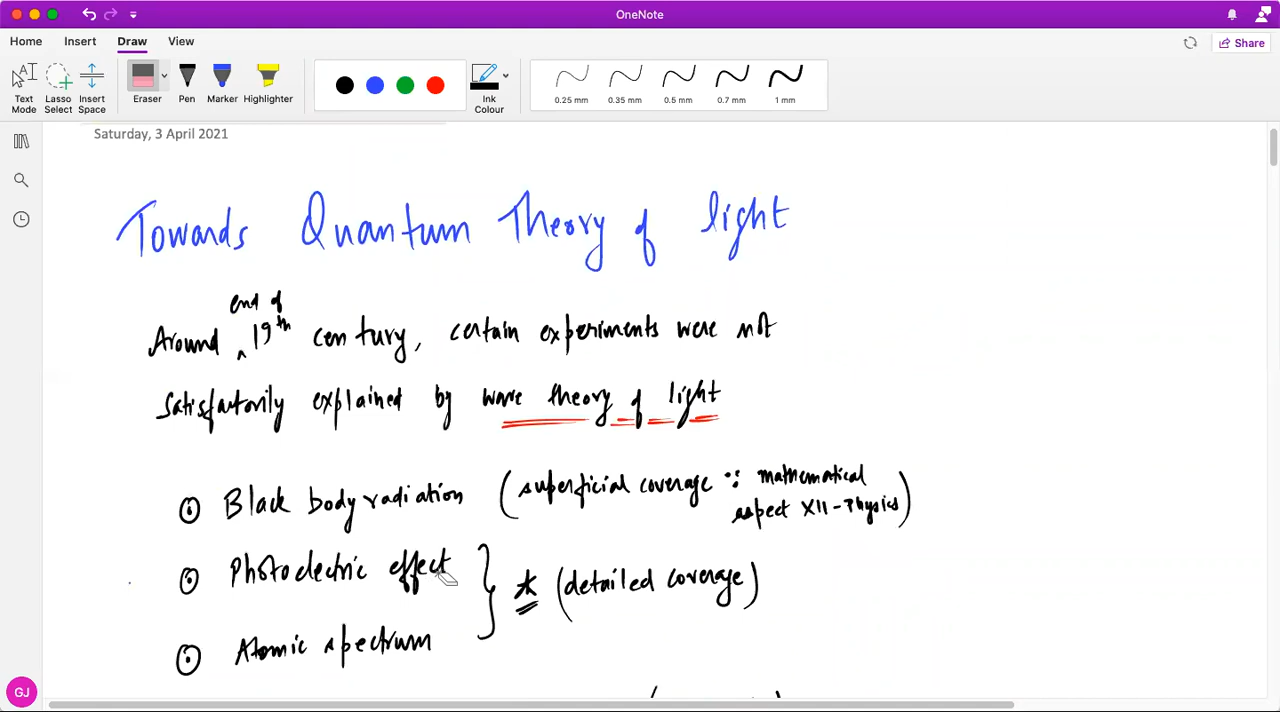 OneNote
Home Insert Draw View
Share
Text Mode
Lasso Select
Insert Space
Eraser
Pen
Marker
Highlighter
Ink Colour
0.25 mm
0.35 mm
0.5 mm
0.7 mm
1 mm
Saturday, 3 April 2021
Towards Quantum Theory of light
end of
Around ^ 19th century, certain experiments were not
satisfactorily explained by wave theory of light
Black body radiation (superficial coverage ∵ mathematical
aspect XII - Physics)
Photoelectric effect
* (detailed coverage)
Atomic spectrum
GJ